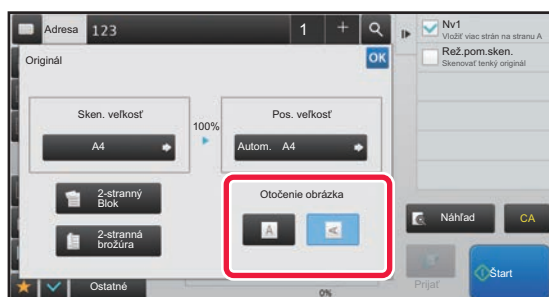 Adresa 123 1 +
Originál OK
Sken. veľkosť
A4
100%
Pos. veľkosť
Autom. A4
2-stranný
Blok
2-stranná
brožúra
Otočenie obrázka
A A
Ostatné
0%
Nv1
Vložiť viac strán na stranu A
Rež.pom.sken.
Skenovať tenký originál
Náhľad CA
Prijať
Štart